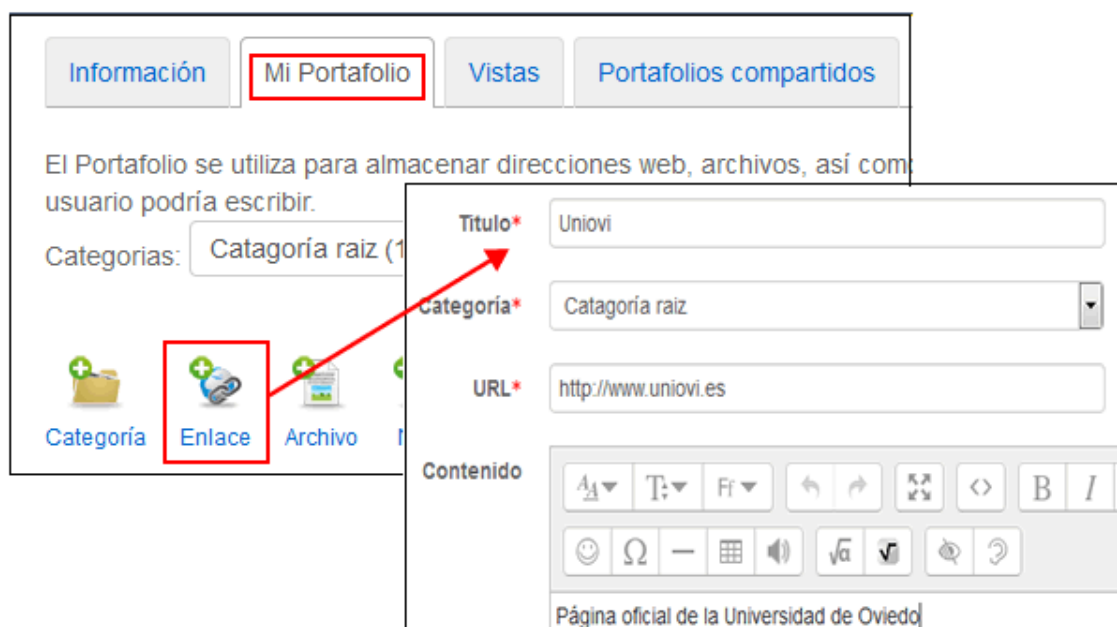 Información
Mi Portafolio
Vistas
Portafolios compartidos
El Portafolio se utiliza para almacenar direcciones web, archivos, así com
usuario podría escribir.
Categorias: Catagoría raiz (1
Categoría
Enlace
Archivo
Titulo* Uniovi
Categoría* Catagoría raiz
URL* http://www.uniovi.es
Contenido
Ff
B I
Ω
√α
Página oficial de la Universidad de Oviedo